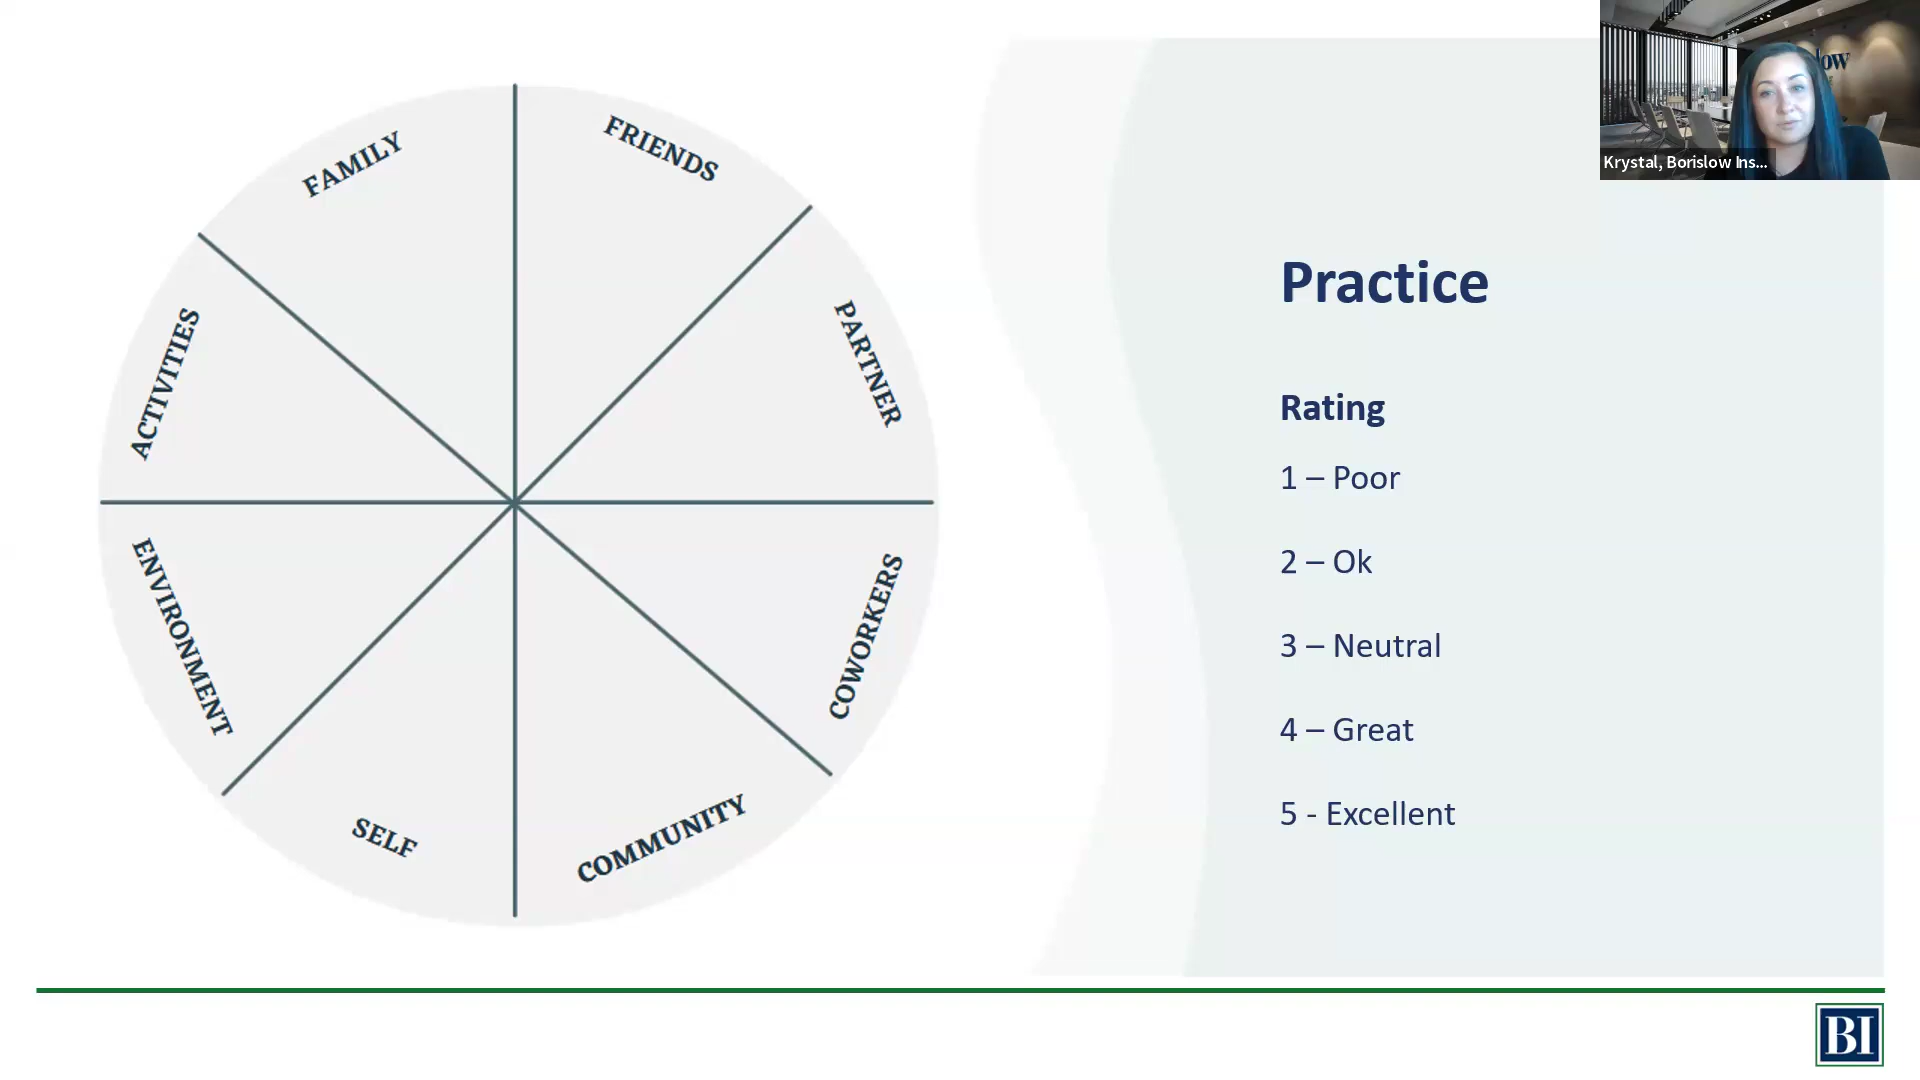 FAMILY
FRIENDS
ACTIVITIES
PARTNER
ENVIRONMENT
COWORKERS
SELF
COMMUNITY
Practice
Rating
1 – Poor
2 – Ok
3 – Neutral
4 – Great
5 - Excellent
low
Krystal, Borislow Ins...
BI